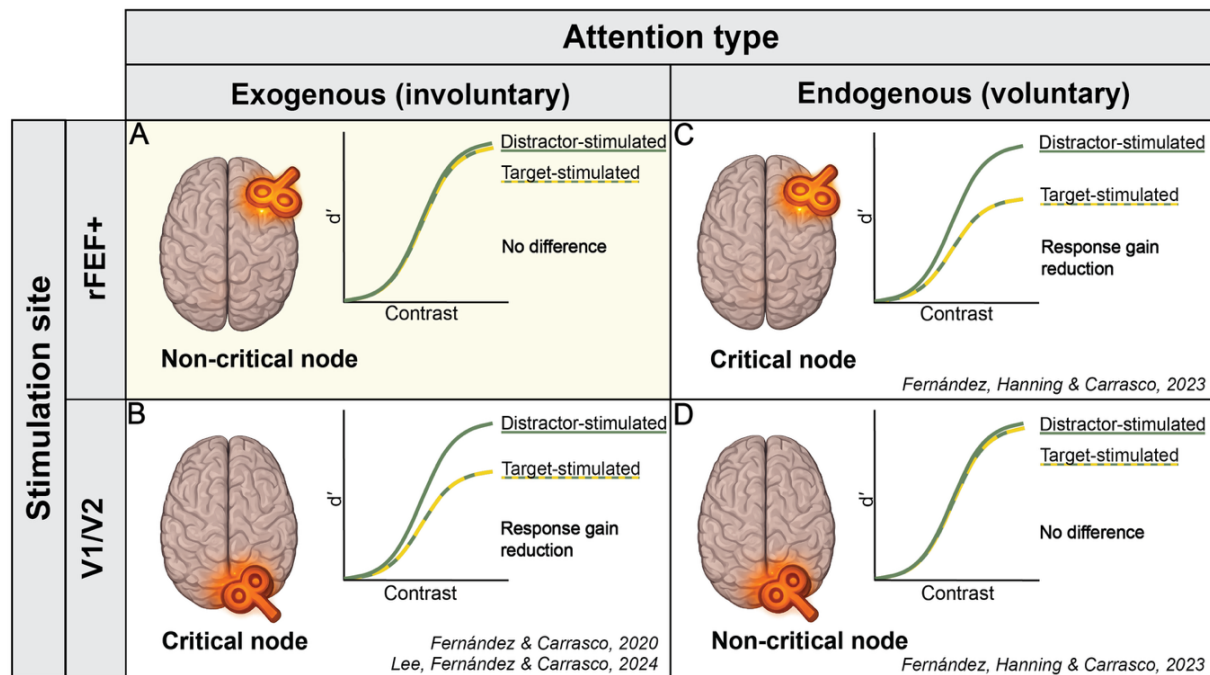 Attention type
Exogenous (involuntary)
Endogenous (voluntary)
Stimulation site
rFEF+
A
d′
Contrast
Distractor-stimulated
Target-stimulated
No difference
Non-critical node
C
d′
Contrast
Distractor-stimulated
Target-stimulated
Response gain
reduction
Critical node
Fernández, Hanning & Carrasco, 2023
V1/V2
B
d′
Contrast
Distractor-stimulated
Target-stimulated
Response gain
reduction
Critical node
Fernández & Carrasco, 2020
Lee, Fernández & Carrasco, 2024
D
d′
Contrast
Distractor-stimulated
Target-stimulated
No difference
Non-critical node
Fernández, Hanning & Carrasco, 2023